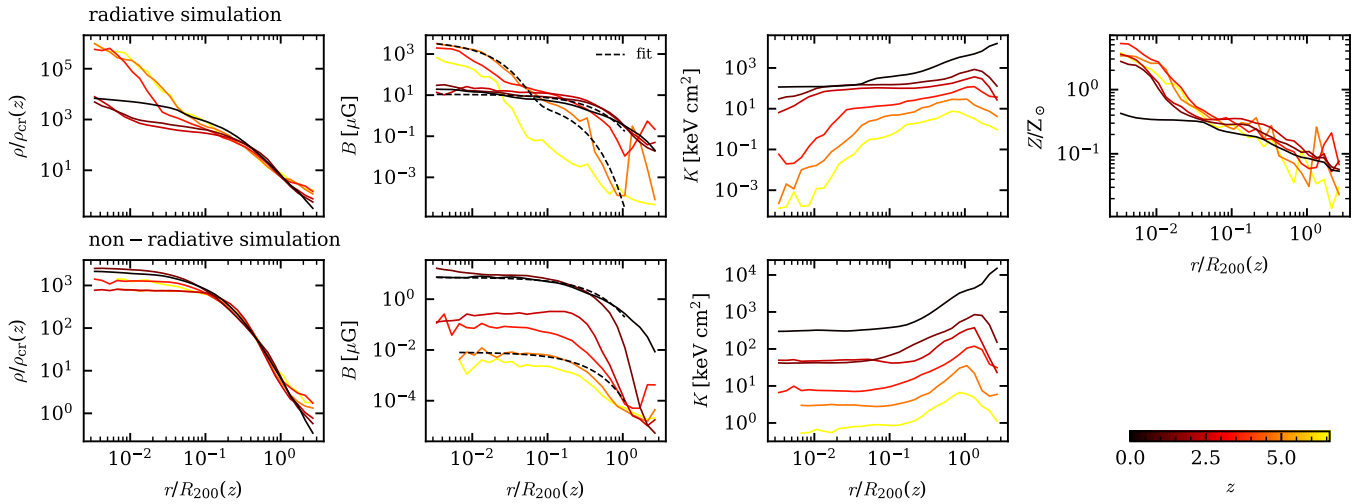 radiative simulation
ρ/ρcr(z)
10^5
10^3
10^1
B [μG]
10^3
10^1
10^-1
10^-3
fit
K [keV cm^2]
10^3
10^1
10^-1
10^-3
Z/Z⊙
10^0
10^-1
10^-2 10^-1 10^0
r/R200(z)
non − radiative simulation
ρ/ρcr(z)
10^3
10^2
10^1
10^0
10^-2 10^-1 10^0
r/R200(z)
B [μG]
10^0
10^-2
10^-4
10^-2 10^-1 10^0
r/R200(z)
K [keV cm^2]
10^4
10^3
10^2
10^1
10^0
10^-2 10^-1 10^0
r/R200(z)
0.0 2.5 5.0
z